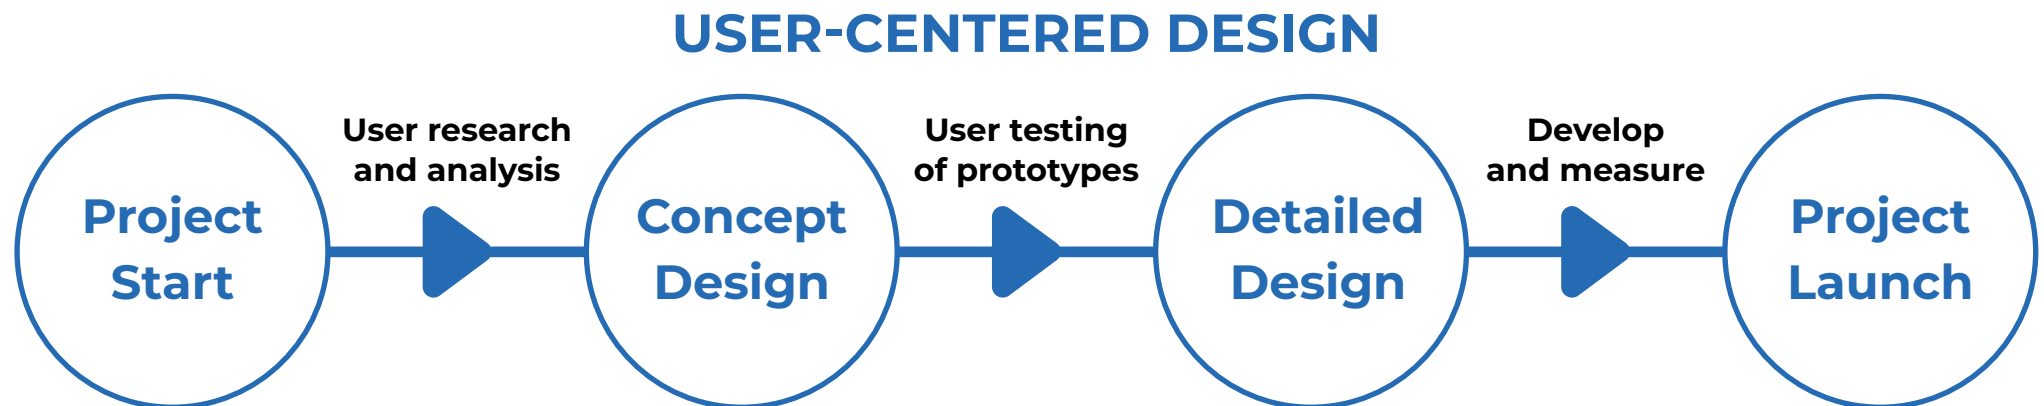 USER-CENTERED DESIGN
User research
and analysis
User testing
of prototypes
Develop
and measure
Project
Start
Concept
Design
Detailed
Design
Project
Launch